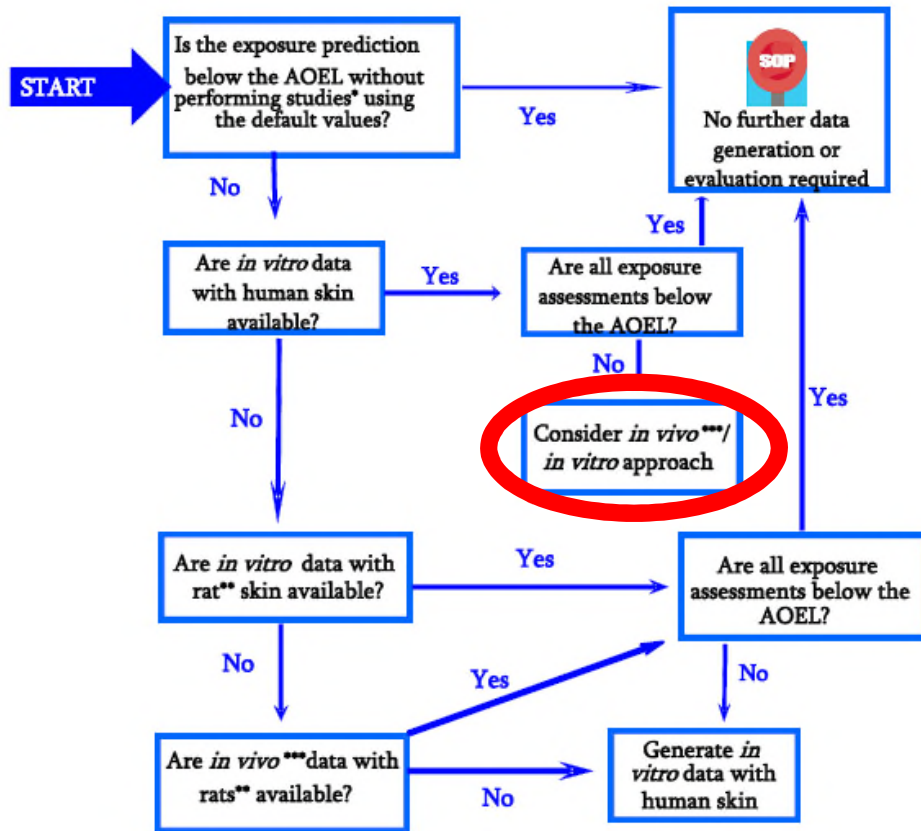 START
Is the exposure prediction
below the AOEL without
performing studies* using
the default values?
Yes
SOP
No further data
generation or
evaluation required
No
Are in vitro data
with human skin
available?
Yes
Are all exposure
assessments below
the AOEL?
Yes
No
Consider in vivo ***/
in vitro approach
Yes
No
Are in vitro data with
rat** skin available?
Yes
Are all exposure
assessments below the
AOEL?
No
Yes
No
Are in vivo ***data with
rats** available?
No
Generate in
vitro data with
human skin